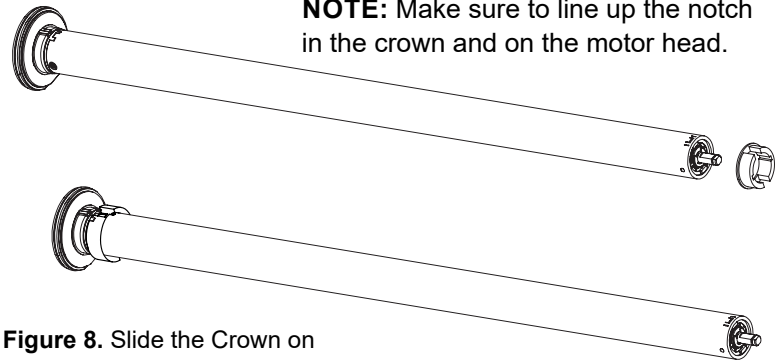 NOTE: Make sure to line up the notch
in the crown and on the motor head.
Figure 8. Slide the Crown on